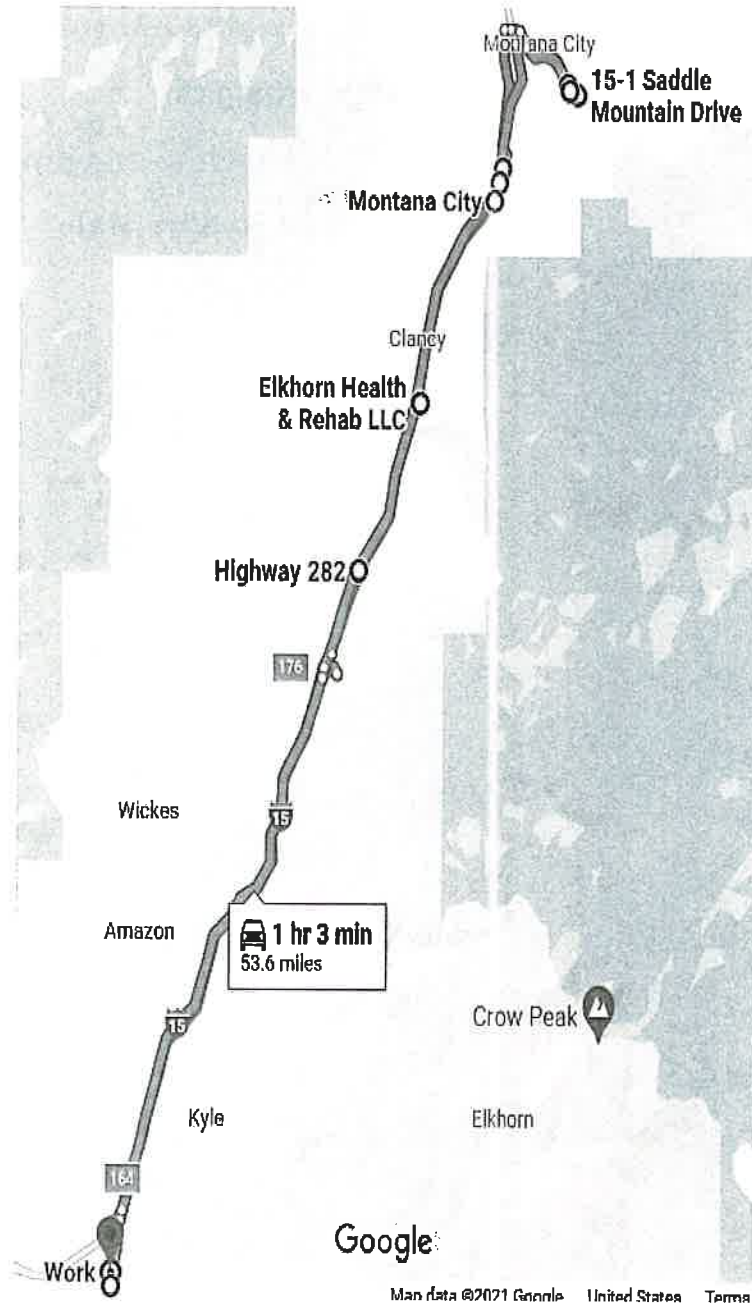 Montana City
15-1 Saddle
Mountain Drive
Montana City
Clancy
Elkhorn Health
& Rehab LLC
Highway 282
176
Wickes
15
Amazon
1 hr 3 min
53.6 miles
Crow Peak
15
Kyle
Elkhorn
164
Google
Work
Map data ©2021 Google United States Terms